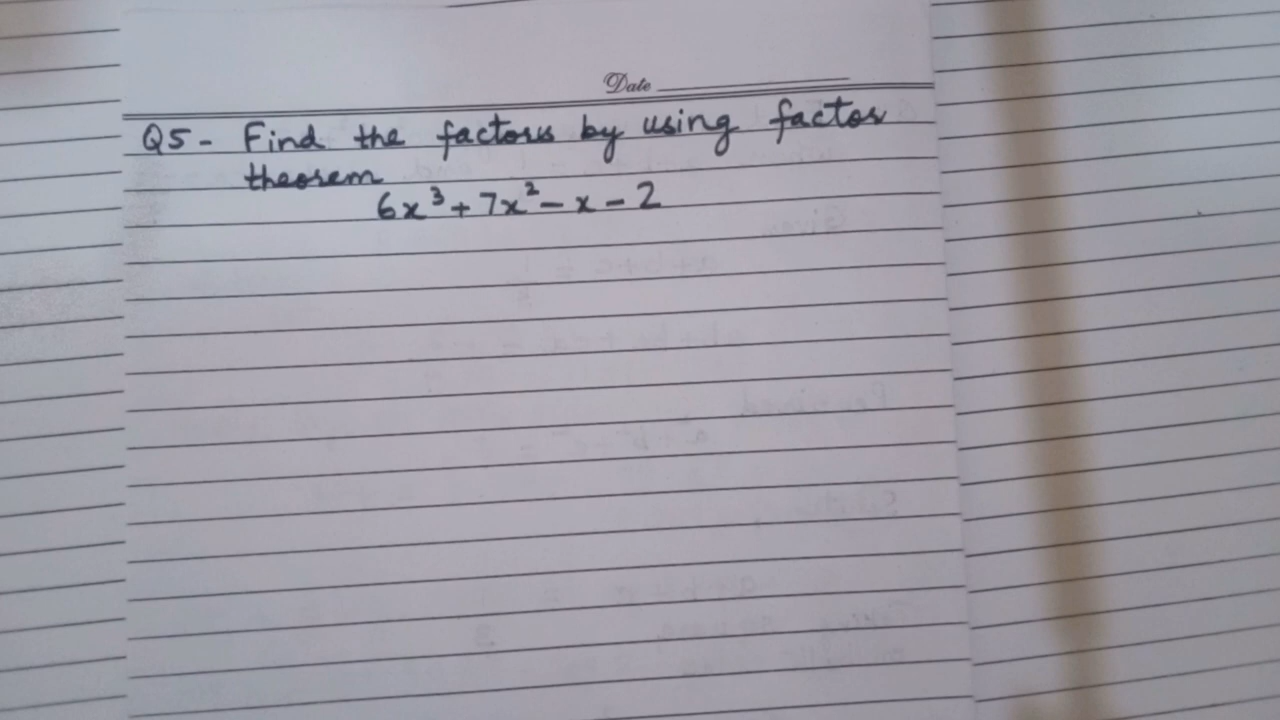 Date
Q5- Find the factors by using factor
theorem
6x³ + 7x² - x - 2